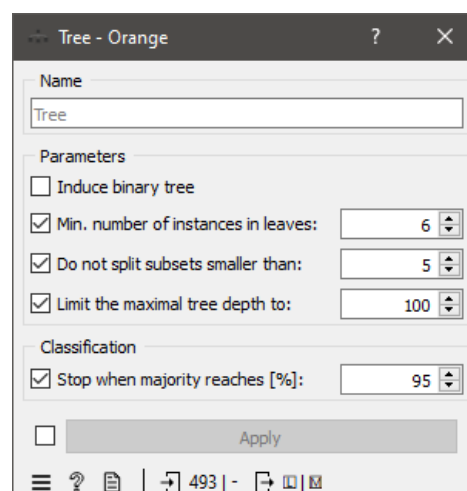 Tree - Orange ? ×
Name
Tree
Parameters
Induce binary tree
Min. number of instances in leaves: 6
Do not split subsets smaller than: 5
Limit the maximal tree depth to: 100
Classification
Stop when majority reaches [%]: 95
Apply
? 493 | - L | M